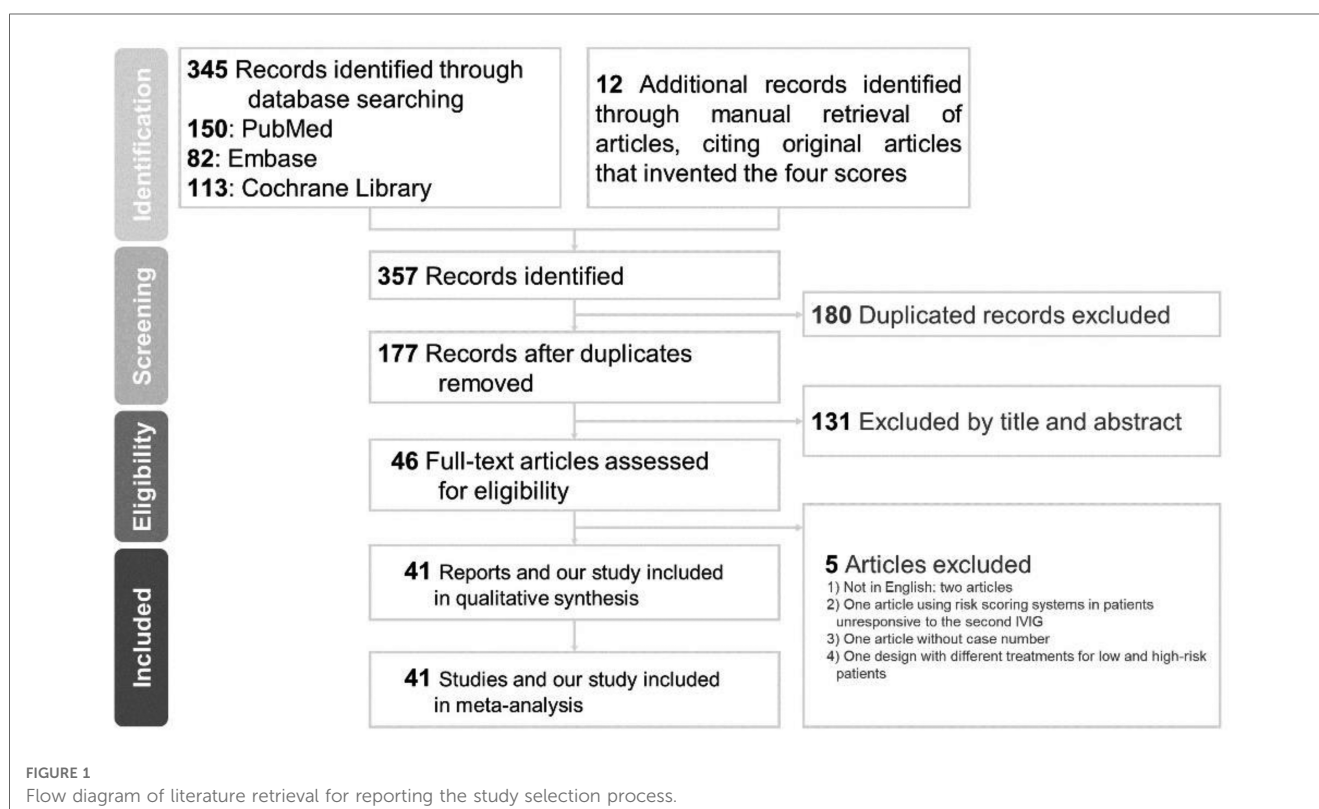 Identification
345 Records identified through
database searching
150: PubMed
82: Embase
113: Cochrane Library
12 Additional records identified
through manual retrieval of
articles, citing original articles
that invented the four scores
Screening
357 Records identified
180 Duplicated records excluded
177 Records after duplicates
removed
131 Excluded by title and abstract
Eligibility
46 Full-text articles assessed
for eligibility
5 Articles excluded
1) Not in English: two articles
2) One article using risk scoring systems in patients
unresponsive to the second IVIG
3) One article without case number
4) One design with different treatments for low and high-risk
patients
Included
41 Reports and our study included
in qualitative synthesis
41 Studies and our study included
in meta-analysis
FIGURE 1
Flow diagram of literature retrieval for reporting the study selection process.